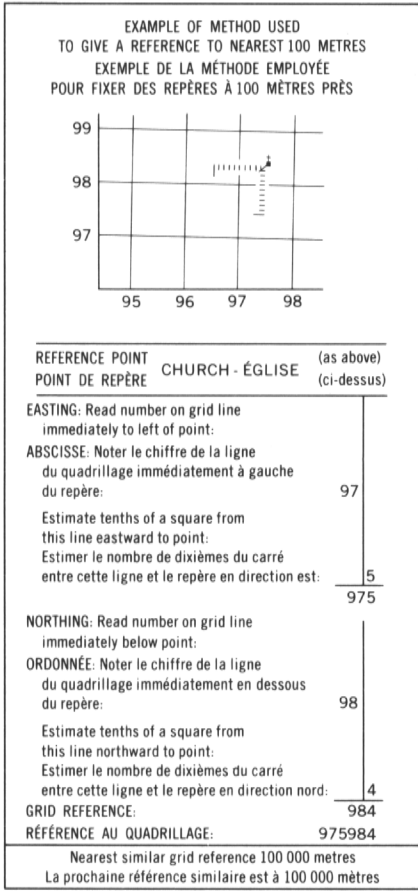 EXAMPLE OF METHOD USED
TO GIVE A REFERENCE TO NEAREST 100 METRES
EXEMPLE DE LA MÉTHODE EMPLOYÉE
POUR FIXER DES REPÈRES À 100 MÈTRES PRÈS
99
98
97
95 96 97 98
REFERENCE POINT
POINT DE REPÈRE
CHURCH - ÉGLISE
(as above)
(ci-dessus)
EASTING: Read number on grid line
immediately to left of point:
ABSCISSE: Noter le chiffre de la ligne
du quadrillage immédiatement à gauche
du repère: 97
Estimate tenths of a square from
this line eastward to point:
Estimer le nombre de dixièmes du carré
entre cette ligne et le repère en direction est: 5
975
NORTHING: Read number on grid line
immediately below point:
ORDONNÉE: Noter le chiffre de la ligne
du quadrillage immédiatement en dessous
du repère: 98
Estimate tenths of a square from
this line northward to point:
Estimer le nombre de dixièmes du carré
entre cette ligne et le repère en direction nord: 4
GRID REFERENCE: 984
RÉFÉRENCE AU QUADRILLAGE: 975984
Nearest similar grid reference 100 000 metres
La prochaine référence similaire est à 100 000 mètres